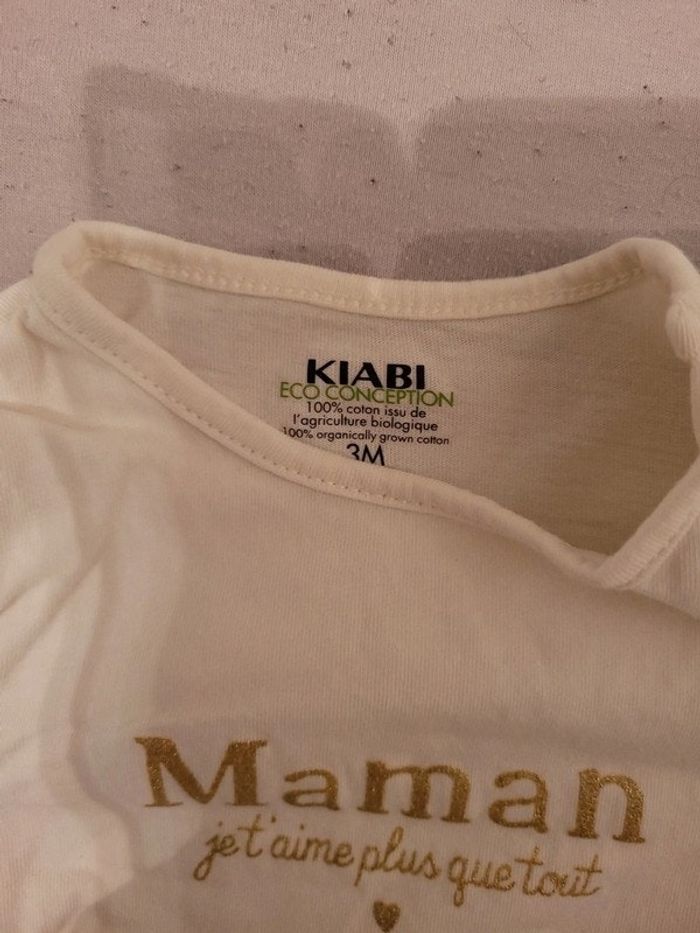 KIABI
ECO CONCEPTION
100% coton issu de
l'agriculture biologique
100% organically grown cotton
3M
Maman
je t'aime plus que tout